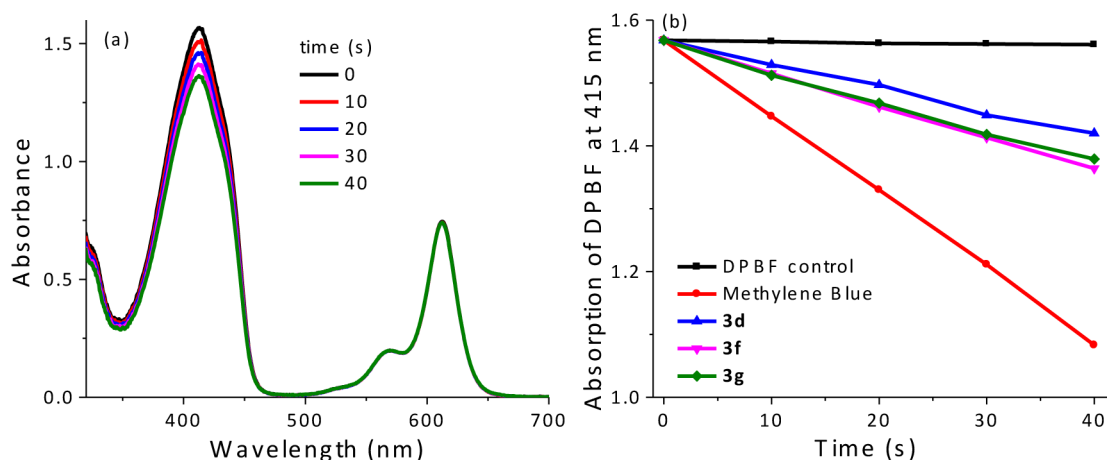 (a)
time (s)
0
10
20
30
40
Absorbance
1.5
1.0
0.5
0.0
400
500
600
700
Wavelength (nm)
(b)
Absorption of DPBF at 415 nm
1.6
1.4
1.2
1.0
DPBF control
Methylene Blue
3d
3f
3g
0
10
20
30
40
Time (s)